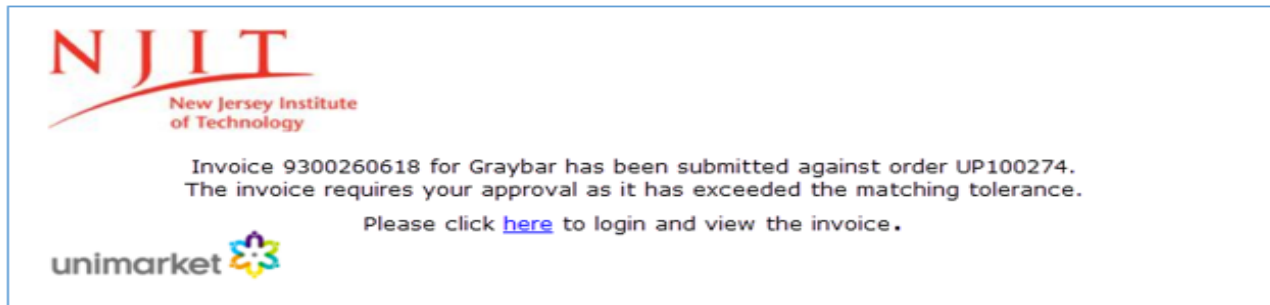 NJIT
New Jersey Institute
of Technology
Invoice 9300260618 for Graybar has been submitted against order UP100274.
The invoice requires your approval as it has exceeded the matching tolerance.
Please click here to login and view the invoice.
unimarket